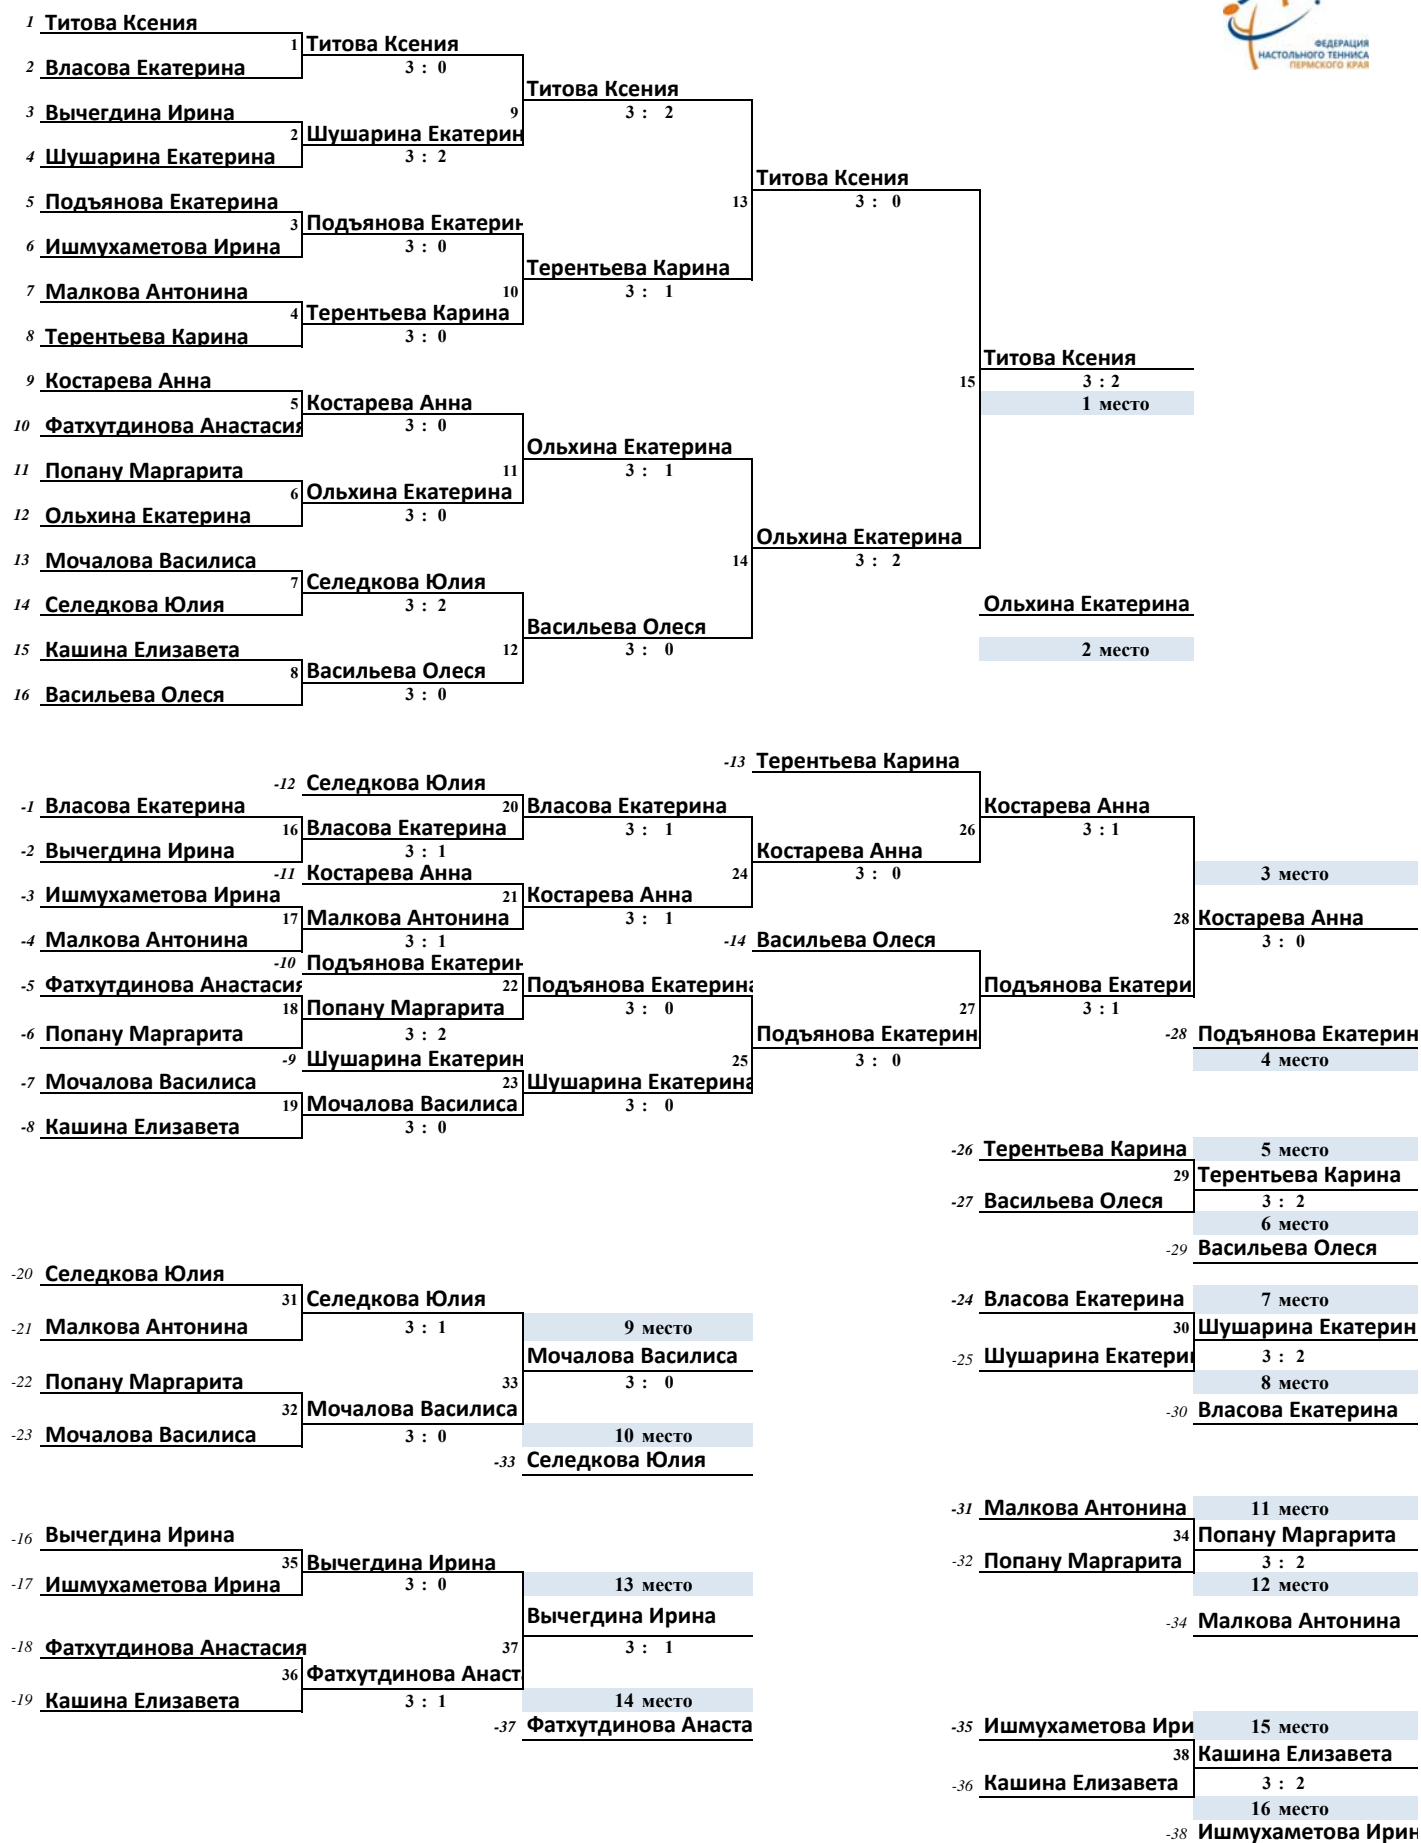 ФЕДЕРАЦИЯ
НАСТОЛЬНОГО ТЕННИСА
ПЕРМСКОГО КРАЯ
1 Титова Ксения
1 Титова Ксения
2 Власова Екатерина 3 : 0
Титова Ксения
3 Вычегдина Ирина 9 3 : 2
2 Шушарина Екатерин
4 Шушарина Екатерина 3 : 2
Титова Ксения
5 Подъянова Екатерина 13 3 : 0
3 Подъянова Екатерин
6 Ишмухаметова Ирина 3 : 0
Терентьева Карина
7 Малкова Антонина 10 3 : 1
4 Терентьева Карина
8 Терентьева Карина 3 : 0
Титова Ксения
9 Костарева Анна 15 3 : 2
5 Костарева Анна 1 место
10 Фатхутдинова Анастасия 3 : 0
Ольхина Екатерина
11 Попану Маргарита 11 3 : 1
6 Ольхина Екатерина
12 Ольхина Екатерина 3 : 0
Ольхина Екатерина
13 Мочалова Василиса 14 3 : 2
7 Селедкова Юлия
14 Селедкова Юлия 3 : 2 Ольхина Екатерина
Васильева Олеся
15 Кашина Елизавета 12 3 : 0 2 место
8 Васильева Олеся
16 Васильева Олеся 3 : 0
-13 Терентьева Карина
-12 Селедкова Юлия
-1 Власова Екатерина 20 Власова Екатерина Костарева Анна
16 Власова Екатерина 3 : 1 26 3 : 1
-2 Вычегдина Ирина 3 : 1 Костарева Анна
-11 Костарева Анна 24 3 : 0 3 место
-3 Ишмухаметова Ирина 21 Костарева Анна
17 Малкова Антонина 3 : 1 28 Костарева Анна
-4 Малкова Антонина 3 : 1 -14 Васильева Олеся 3 : 0
-10 Подъянова Екатерин
-5 Фатхутдинова Анастасия 22 Подъянова Екатерина Подъянова Екатери
18 Попану Маргарита 3 : 0 27 3 : 1
-6 Попану Маргарита 3 : 2 Подъянова Екатерин -28 Подъянова Екатерин
-9 Шушарина Екатерин 25 3 : 0 4 место
-7 Мочалова Василиса 23 Шушарина Екатерина
19 Мочалова Василиса 3 : 0
-8 Кашина Елизавета 3 : 0
-26 Терентьева Карина 5 место
29 Терентьева Карина
-27 Васильева Олеся 3 : 2
6 место
-29 Васильева Олеся
-20 Селедкова Юлия
31 Селедкова Юлия -24 Власова Екатерина 7 место
-21 Малкова Антонина 3 : 1 9 место 30 Шушарина Екатерин
Мочалова Василиса -25 Шушарина Екатери 3 : 2
-22 Попану Маргарита 33 3 : 0 8 место
32 Мочалова Василиса -30 Власова Екатерина
-23 Мочалова Василиса 3 : 0 10 место
-33 Селедкова Юлия
-31 Малкова Антонина 11 место
-16 Вычегдина Ирина 34 Попану Маргарита
35 Вычегдина Ирина -32 Попану Маргарита 3 : 2
-17 Ишмухаметова Ирина 3 : 0 13 место 12 место
Вычегдина Ирина -34 Малкова Антонина
-18 Фатхутдинова Анастасия 37 3 : 1
36 Фатхутдинова Анаст
-19 Кашина Елизавета 3 : 1 14 место
-37 Фатхутдинова Анаста -35 Ишмухаметова Ири 15 место
38 Кашина Елизавета
-36 Кашина Елизавета 3 : 2
16 место
-38 Ишмухаметова Ирин